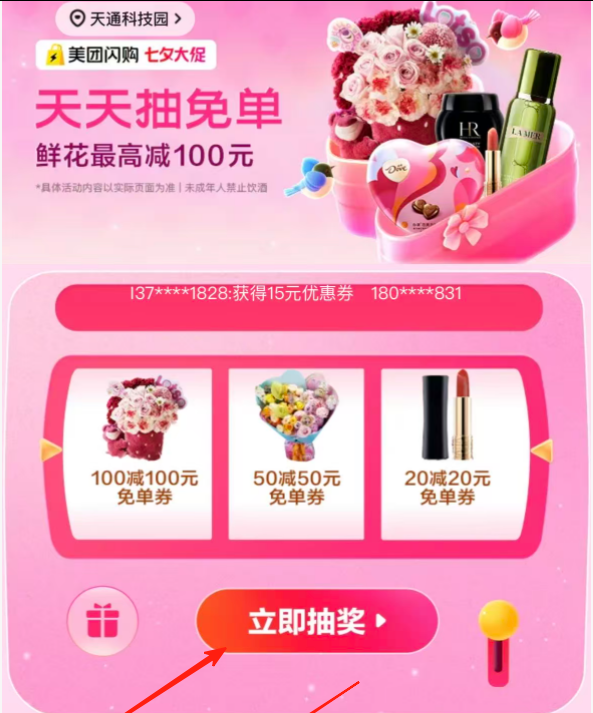 天通科技园 >
美团闪购 七夕大促
天天抽免单
鲜花最高减100元
*具体活动内容以实际页面为准 | 未成年人禁止饮酒
HR
LA MER
Dove
137****1828:获得15元优惠券 180****831
100减100元
免单券
50减50元
免单券
20减20元
免单券
立即抽奖